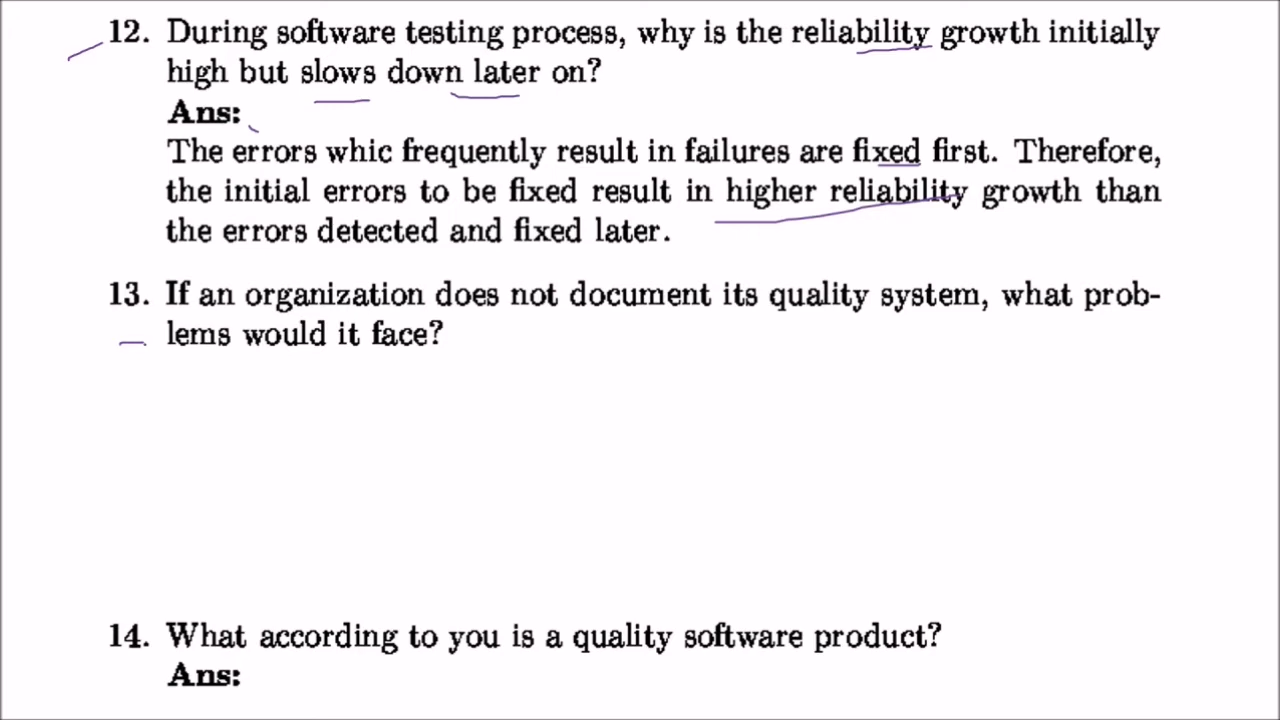 12. During software testing process, why is the reliability growth initially
high but slows down later on?
Ans:
The errors whic frequently result in failures are fixed first. Therefore,
the initial errors to be fixed result in higher reliability growth than
the errors detected and fixed later.
13. If an organization does not document its quality system, what prob-
lems would it face?
14. What according to you is a quality software product?
Ans: